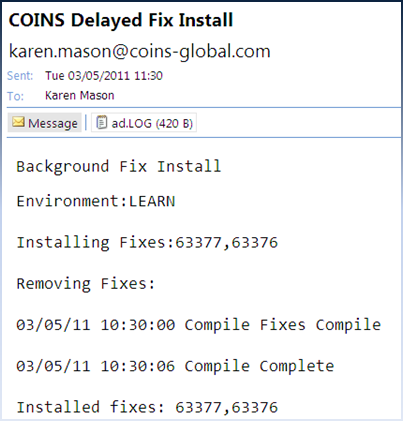 COINS Delayed Fix Install
karen.mason@coins-global.com
Sent: Tue 03/05/2011 11:30
To: Karen Mason
Message ad.LOG (420 B)
Background Fix Install
Environment:LEARN
Installing Fixes:63377,63376
Removing Fixes:
03/05/11 10:30:00 Compile Fixes Compile
03/05/11 10:30:06 Compile Complete
Installed fixes: 63377,63376